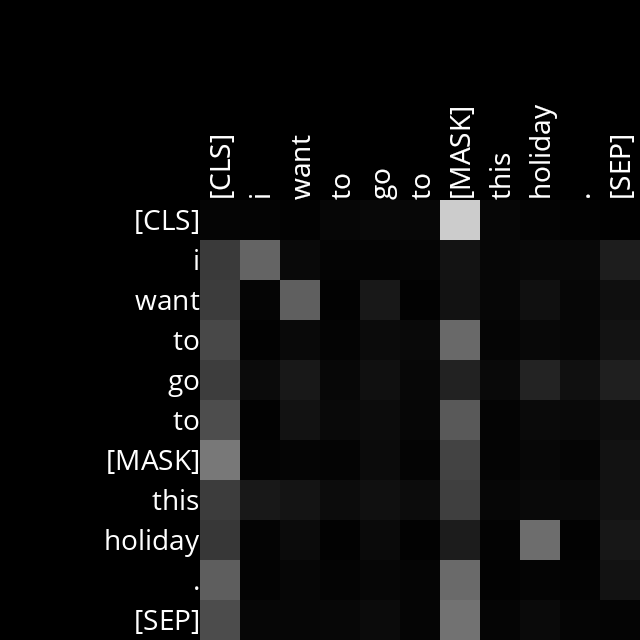 [CLS] i want to go to [MASK] this holiday . [SEP]
[CLS]
i
want
to
go
to
[MASK]
this
holiday
.
[SEP]